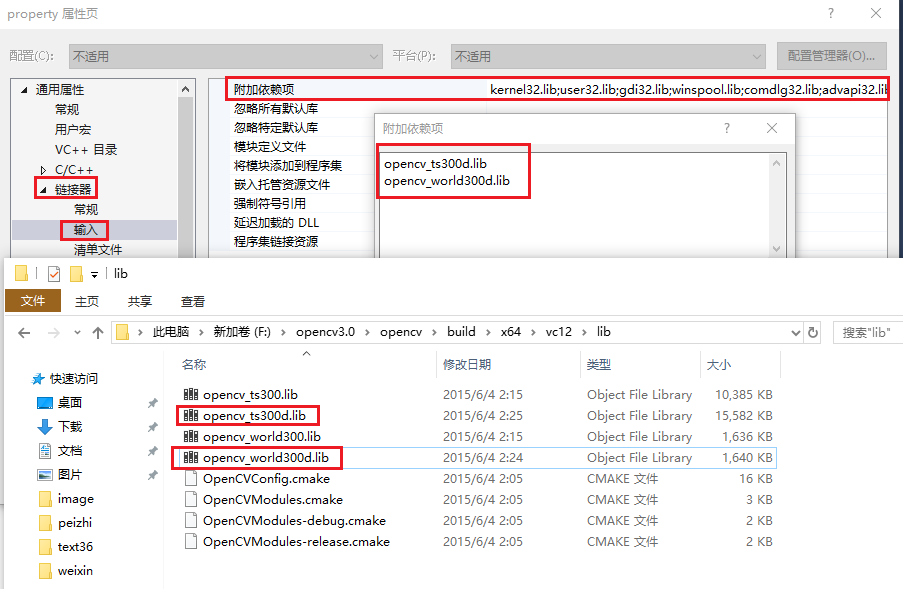 property 属性页
配置(C): 不适用 平台(P): 不适用 配置管理器(O)...
通用属性
常规
用户宏
VC++ 目录
C/C++
链接器
常规
输入
清单文件
附加依赖项 kernel32.lib;user32.lib;gdi32.lib;winspool.lib;comdlg32.lib;advapi32.lib
忽略所有默认库
忽略特定默认库
模块定义文件
将模块添加到程序集
嵌入托管资源文件
强制符号引用
延迟加载的 DLL
程序集链接资源
附加依赖项
opencv_ts300d.lib
opencv_world300d.lib
lib
文件 主页 共享 查看
此电脑 新加卷 (F:) opencv3.0 opencv build x64 vc12 lib
搜索"lib"
快速访问
桌面
下载
文档
图片
image
peizhi
text36
weixin
名称 修改日期 类型 大小
opencv_ts300.lib 2015/6/4 2:15 Object File Library 10,385 KB
opencv_ts300d.lib 2015/6/4 2:25 Object File Library 15,582 KB
opencv_world300.lib 2015/6/4 2:15 Object File Library 1,636 KB
opencv_world300d.lib 2015/6/4 2:24 Object File Library 1,640 KB
OpenCVConfig.cmake 2015/6/4 2:05 CMAKE 文件 16 KB
OpenCVModules.cmake 2015/6/4 2:05 CMAKE 文件 3 KB
OpenCVModules-debug.cmake 2015/6/4 2:05 CMAKE 文件 2 KB
OpenCVModules-release.cmake 2015/6/4 2:05 CMAKE 文件 2 KB